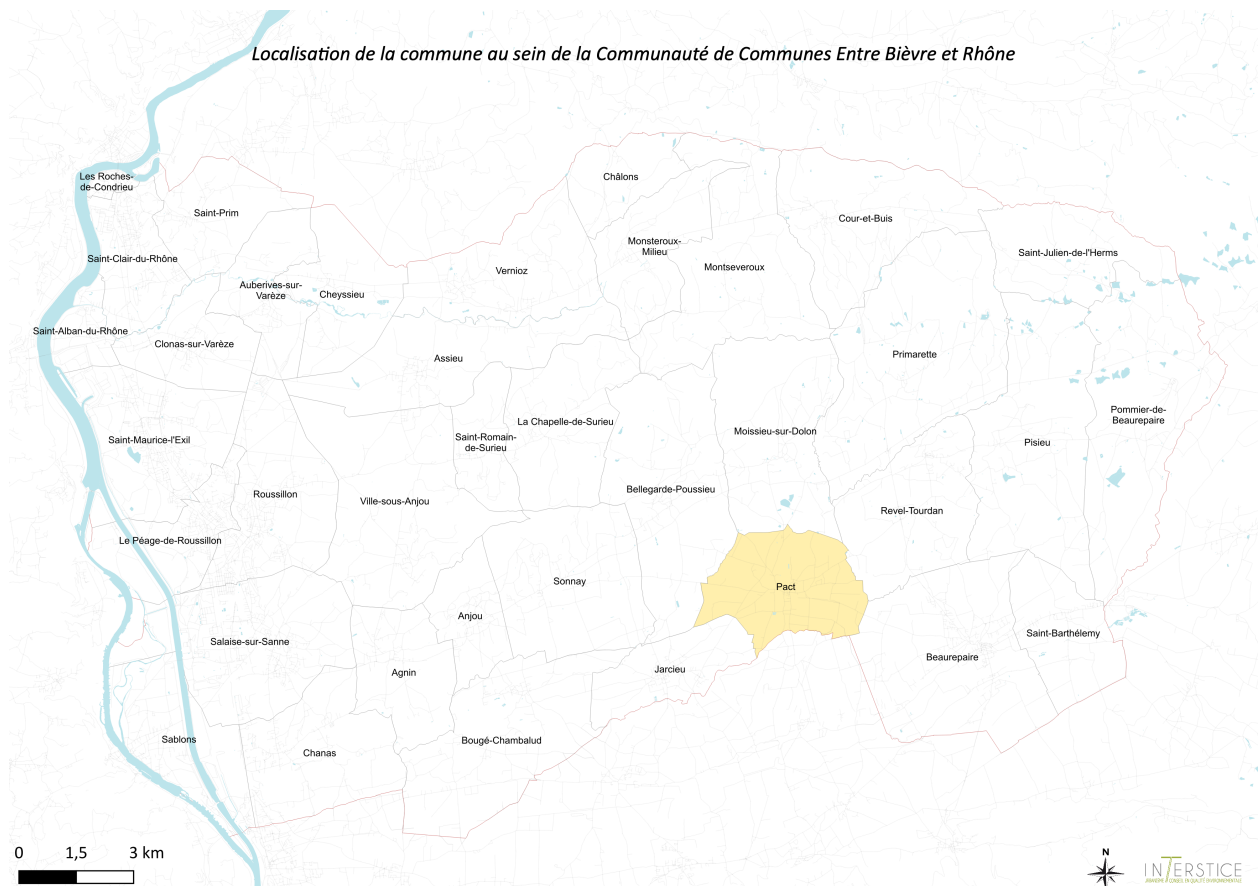 Localisation de la commune au sein de la Communauté de Communes Entre Bièvre et Rhône
Châlons
Les Roches-
de-Condrieu
Saint-Prim
Cour-et-Buis
Monsteroux-
Milieu
Saint-Julien-de-l'Herms
Saint-Clair-du-Rhône
Vernioz
Montseveroux
Auberives-sur-
Varèze
Cheyssieu
Saint-Alban-du-Rhône
Clonas-sur-Varèze
Assieu
Primarette
Pommier-de-
Beaurepaire
La Chapelle-de-Surieu
Moissieu-sur-Dolon
Saint-Maurice-l'Exil
Saint-Romain-
de-Surieu
Pisieu
Roussillon
Ville-sous-Anjou
Bellegarde-Poussieu
Revel-Tourdan
Le Péage-de-Roussillon
Sonnay
Pact
Anjou
Salaise-sur-Sanne
Saint-Barthélemy
Beaurepaire
Agnin
Jarcieu
Sablons
Chanas
Bougé-Chambalud
0 1,5 3 km
N
INTERSTICE